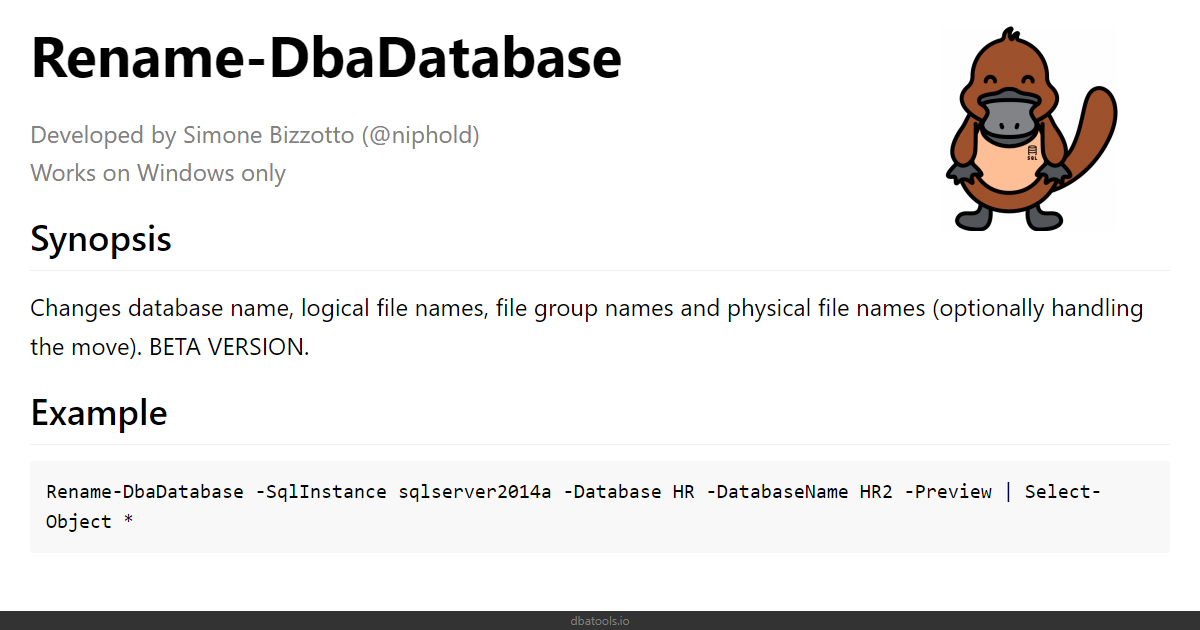 Rename-DbaDatabase
Developed by Simone Bizzotto (@niphold)
Works on Windows only
SQL
Synopsis
Changes database name, logical file names, file group names and physical file names (optionally handling
the move). BETA VERSION.
Example
Rename-DbaDatabase -SqlInstance sqlserver2014a -Database HR -DatabaseName HR2 -Preview | Select-
Object *
dbatools.io